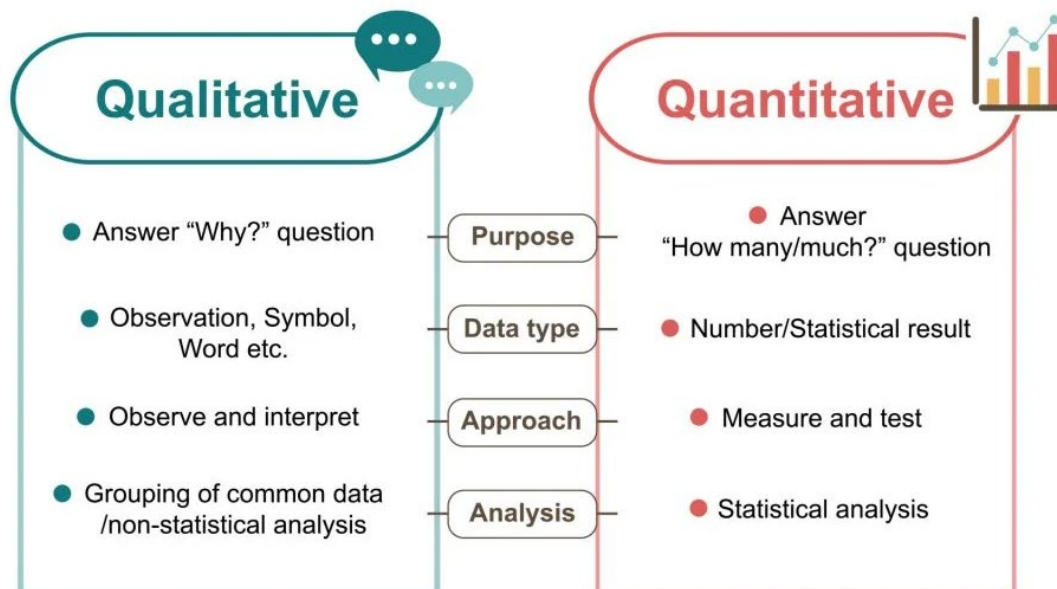 Qualitative
Quantitative
Answer “Why?” question
Purpose
Answer
“How many/much?” question
Observation, Symbol,
Word etc.
Data type
Number/Statistical result
Observe and interpret
Approach
Measure and test
Grouping of common data
/non-statistical analysis
Analysis
Statistical analysis